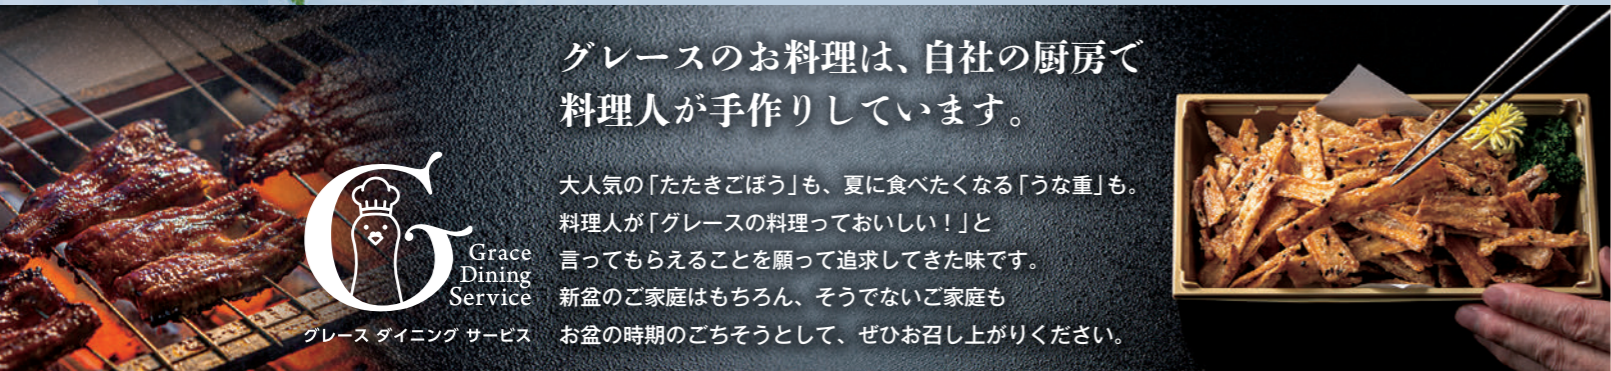 グレースのお料理は、自社の厨房で
料理人が手作りしています。
大人気の「たたきごぼう」も、夏に食べたくなる「うな重」も。
料理人が「グレースの料理っておいしい！」と
言ってもらえることを願って追求してきた味です。
新盆のご家庭はもちろん、そうでないご家庭も
お盆の時期のごちそうとして、ぜひお召し上がりください。
G
Grace
Dining
Service
グレース ダイニング サービス